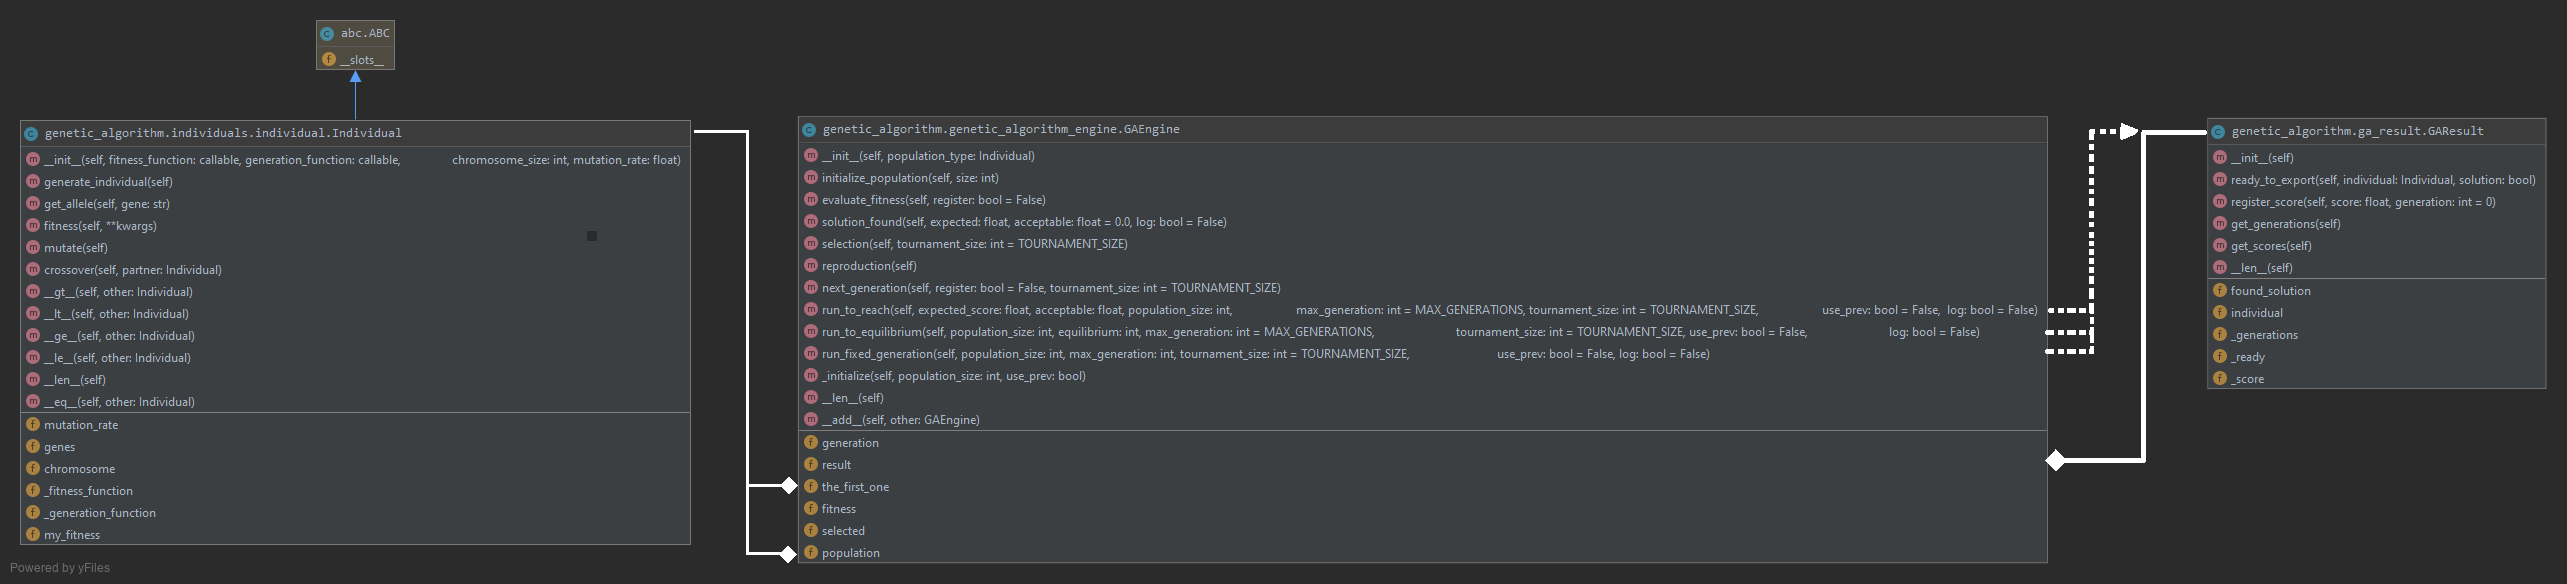 abc.ABC
__slots__
genetic_algorithm.individuals.individual.Individual
__init__(self, fitness_function: callable, generation_function: callable, chromosome_size: int, mutation_rate: float)
generate_individual(self)
get_allele(self, gene: str)
fitness(self, **kwargs)
mutate(self)
crossover(self, partner: Individual)
__gt__(self, other: Individual)
__lt__(self, other: Individual)
__ge__(self, other: Individual)
__le__(self, other: Individual)
__len__(self)
__eq__(self, other: Individual)
mutation_rate
genes
chromosome
_fitness_function
_generation_function
my_fitness
genetic_algorithm.genetic_algorithm_engine.GAEngine
__init__(self, population_type: Individual)
initialize_population(self, size: int)
evaluate_fitness(self, register: bool = False)
solution_found(self, expected: float, acceptable: float = 0.0, log: bool = False)
selection(self, tournament_size: int = TOURNAMENT_SIZE)
reproduction(self)
next_generation(self, register: bool = False, tournament_size: int = TOURNAMENT_SIZE)
run_to_reach(self, expected_score: float, acceptable: float, population_size: int, max_generation: int = MAX_GENERATIONS, tournament_size: int = TOURNAMENT_SIZE, use_prev: bool = False, log: bool = False)
run_to_equilibrium(self, population_size: int, equilibrium: int, max_generation: int = MAX_GENERATIONS, tournament_size: int = TOURNAMENT_SIZE, use_prev: bool = False, log: bool = False)
run_fixed_generation(self, population_size: int, max_generation: int, tournament_size: int = TOURNAMENT_SIZE, use_prev: bool = False, log: bool = False)
_initialize(self, population_size: int, use_prev: bool)
__len__(self)
__add__(self, other: GAEngine)
generation
result
the_first_one
fitness
selected
population
genetic_algorithm.ga_result.GAResult
__init__(self)
ready_to_export(self, individual: Individual, solution: bool)
register_score(self, score: float, generation: int = 0)
get_generations(self)
get_scores(self)
__len__(self)
found_solution
individual
_generations
_ready
_score
Powered by yFiles